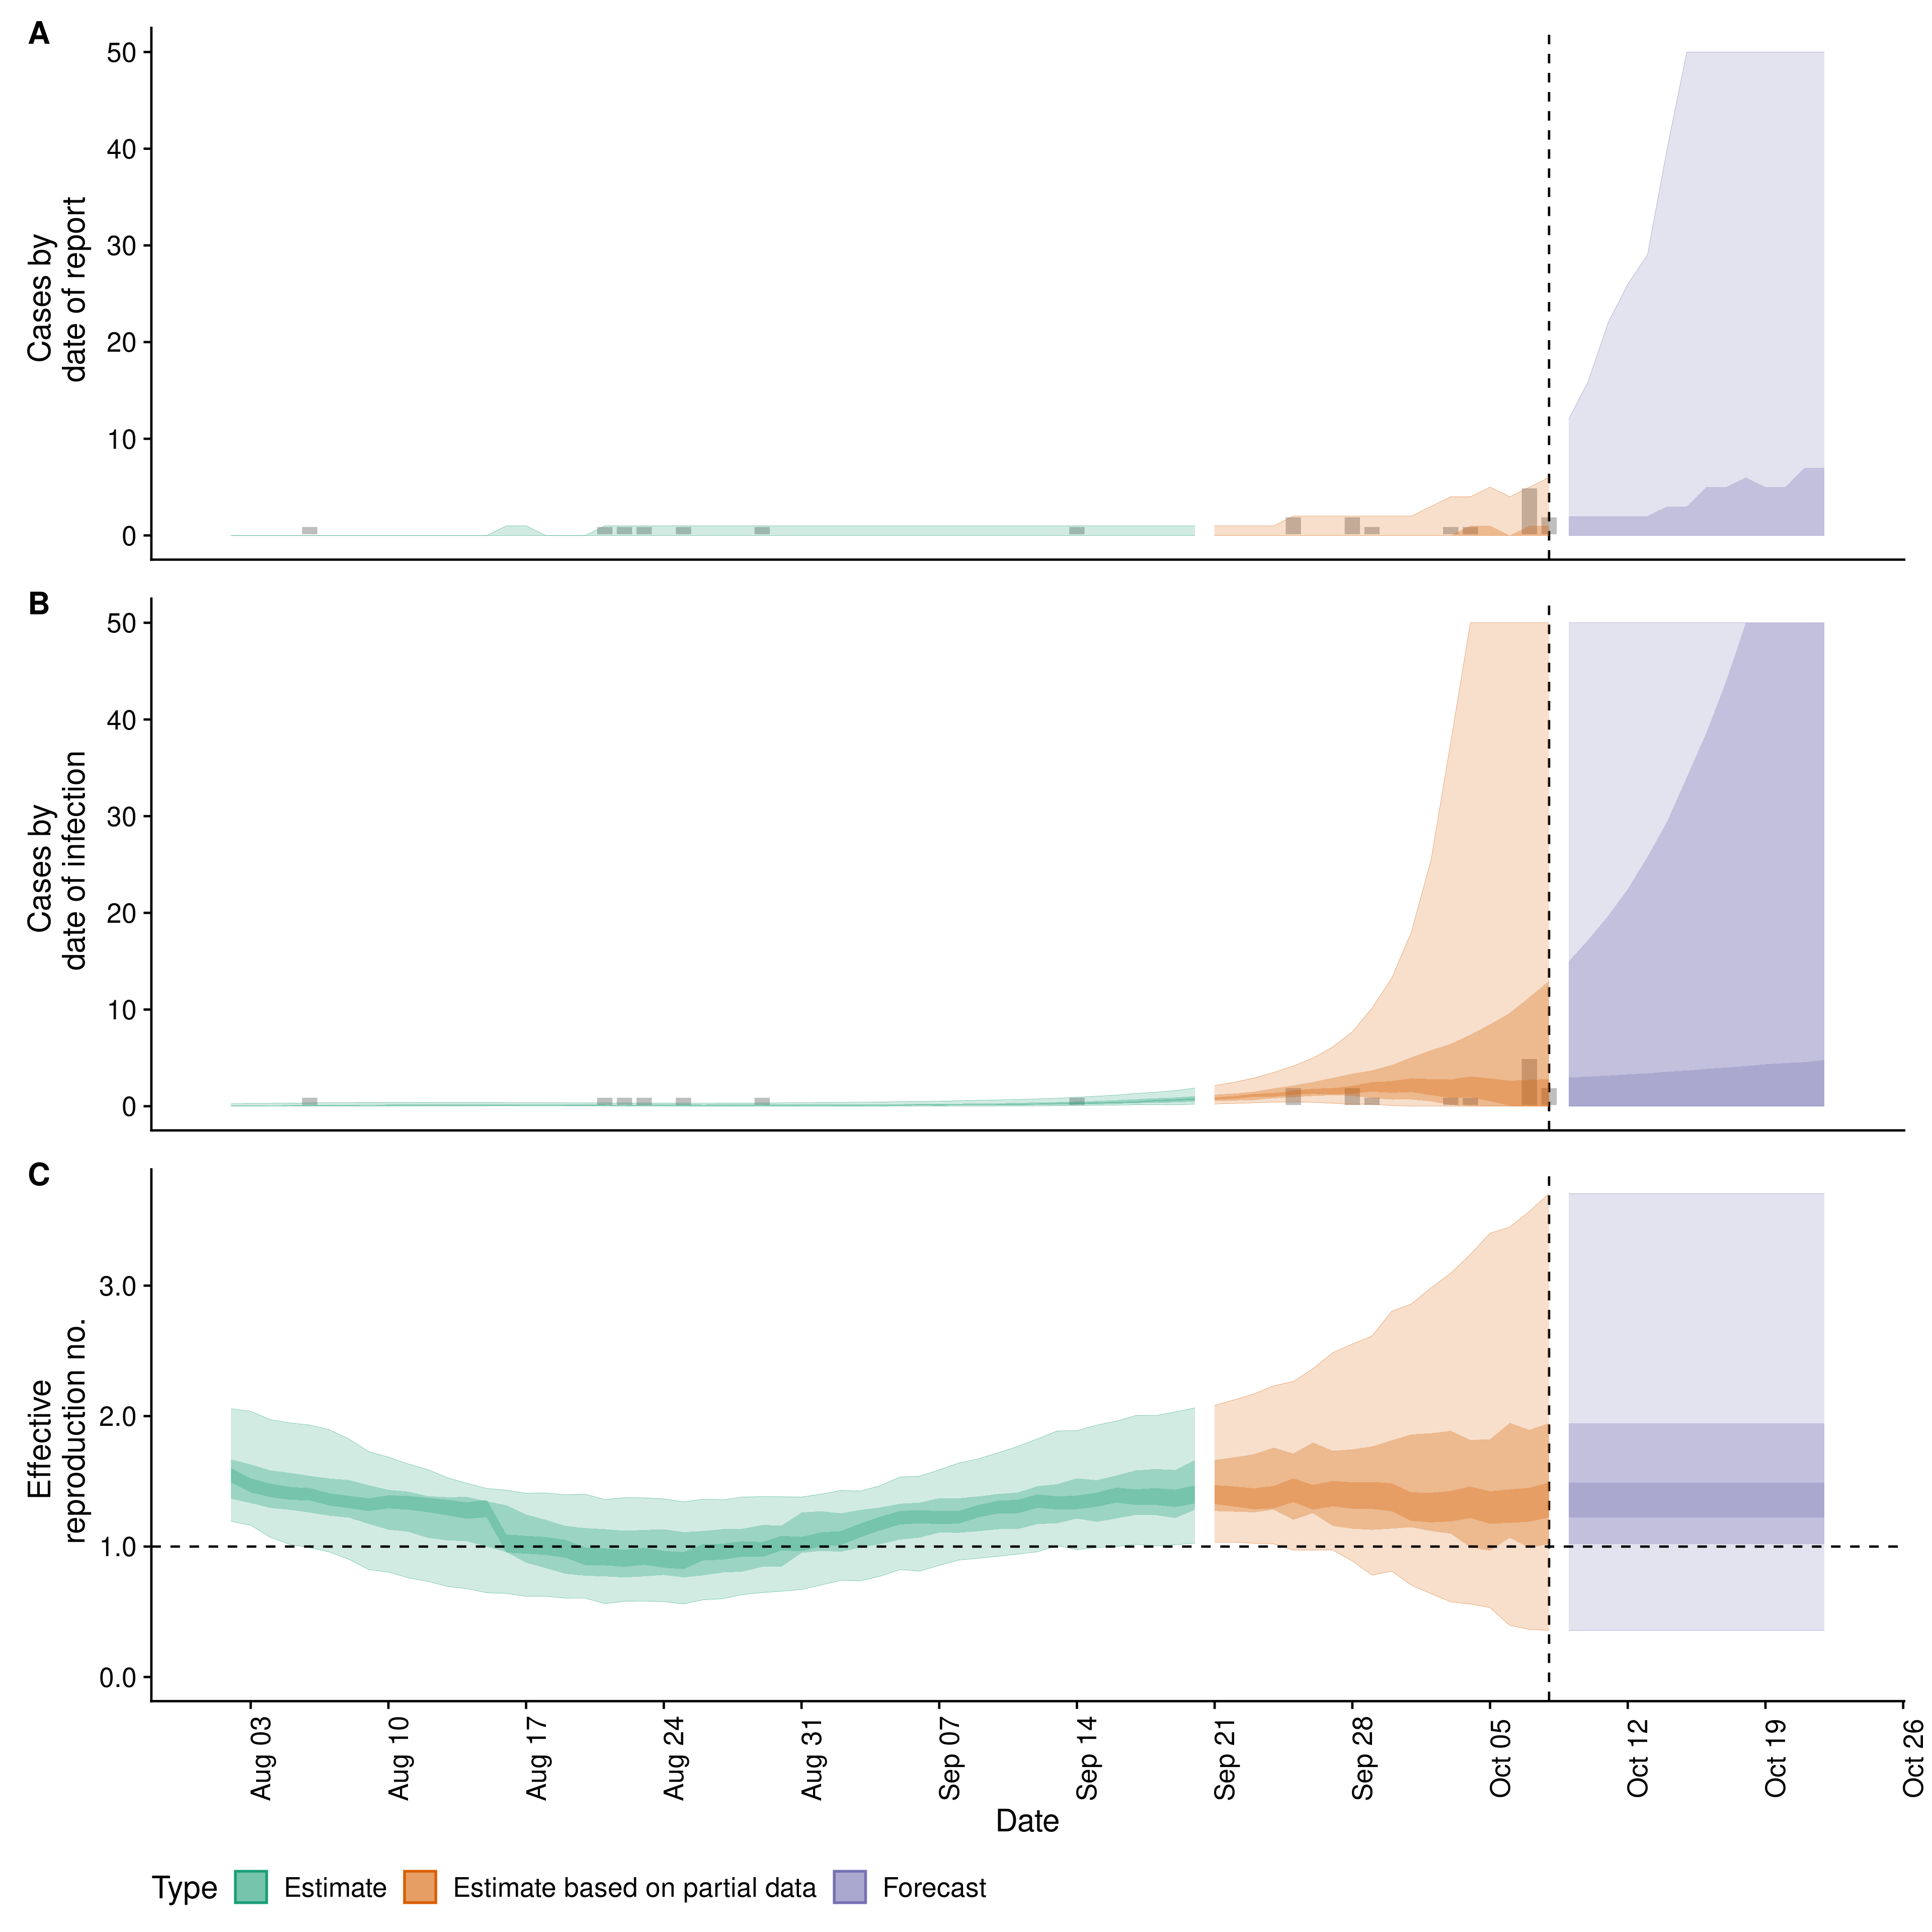 A
50
40
30
20
10
0
Cases by
date of report
B
50
40
30
20
10
0
Cases by
date of infection
C
3.0
2.0
1.0
0.0
Effective
reproduction no.
Aug 03
Aug 10
Aug 17
Aug 24
Aug 31
Sep 07
Sep 14
Sep 21
Sep 28
Oct 05
Oct 12
Oct 19
Oct 26
Date
Type Estimate Estimate based on partial data Forecast